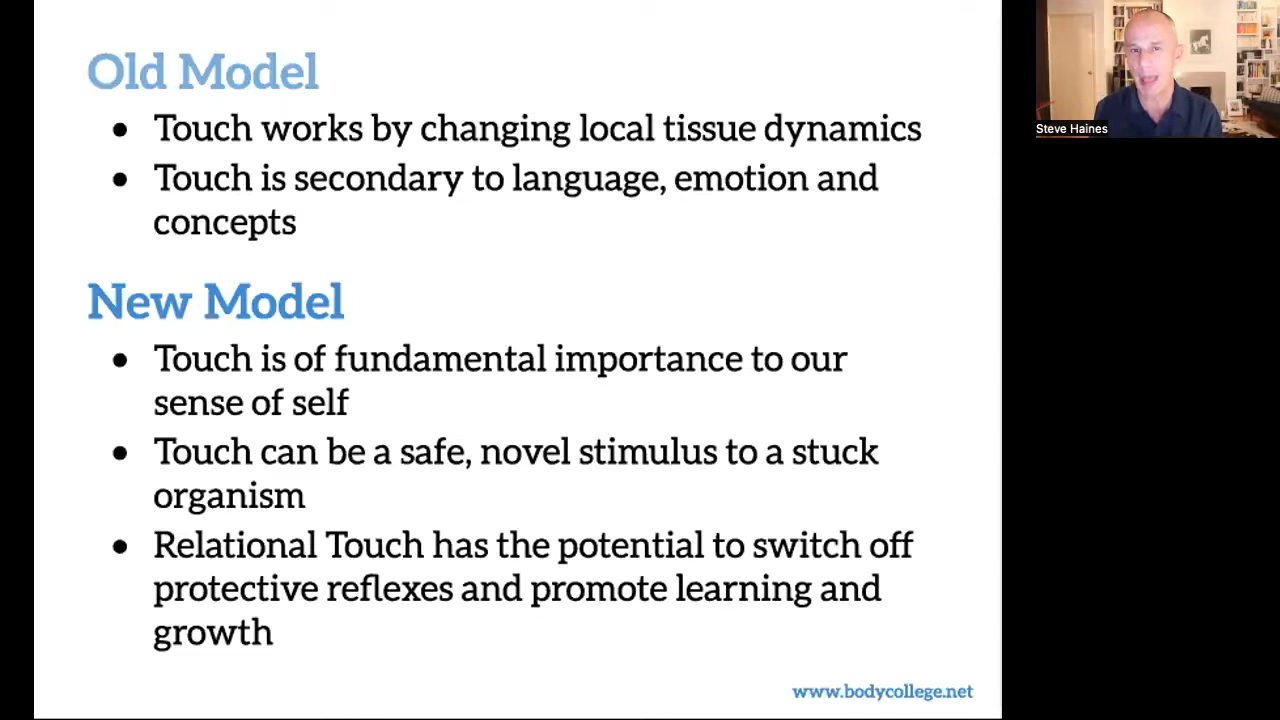 Old Model
● Touch works by changing local tissue dynamics
● Touch is secondary to language, emotion and
concepts
New Model
● Touch is of fundamental importance to our
sense of self
● Touch can be a safe, novel stimulus to a stuck
organism
● Relational Touch has the potential to switch off
protective reflexes and promote learning and
growth
www.bodycollege.net
Steve Haines